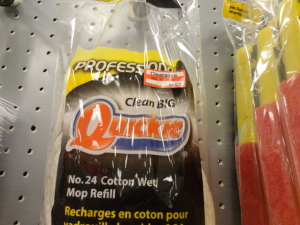 PROFESSIONAL
Clean BIG
Quickie
No. 24 Cotton Wet
Mop Refill
Recharges en coton pour